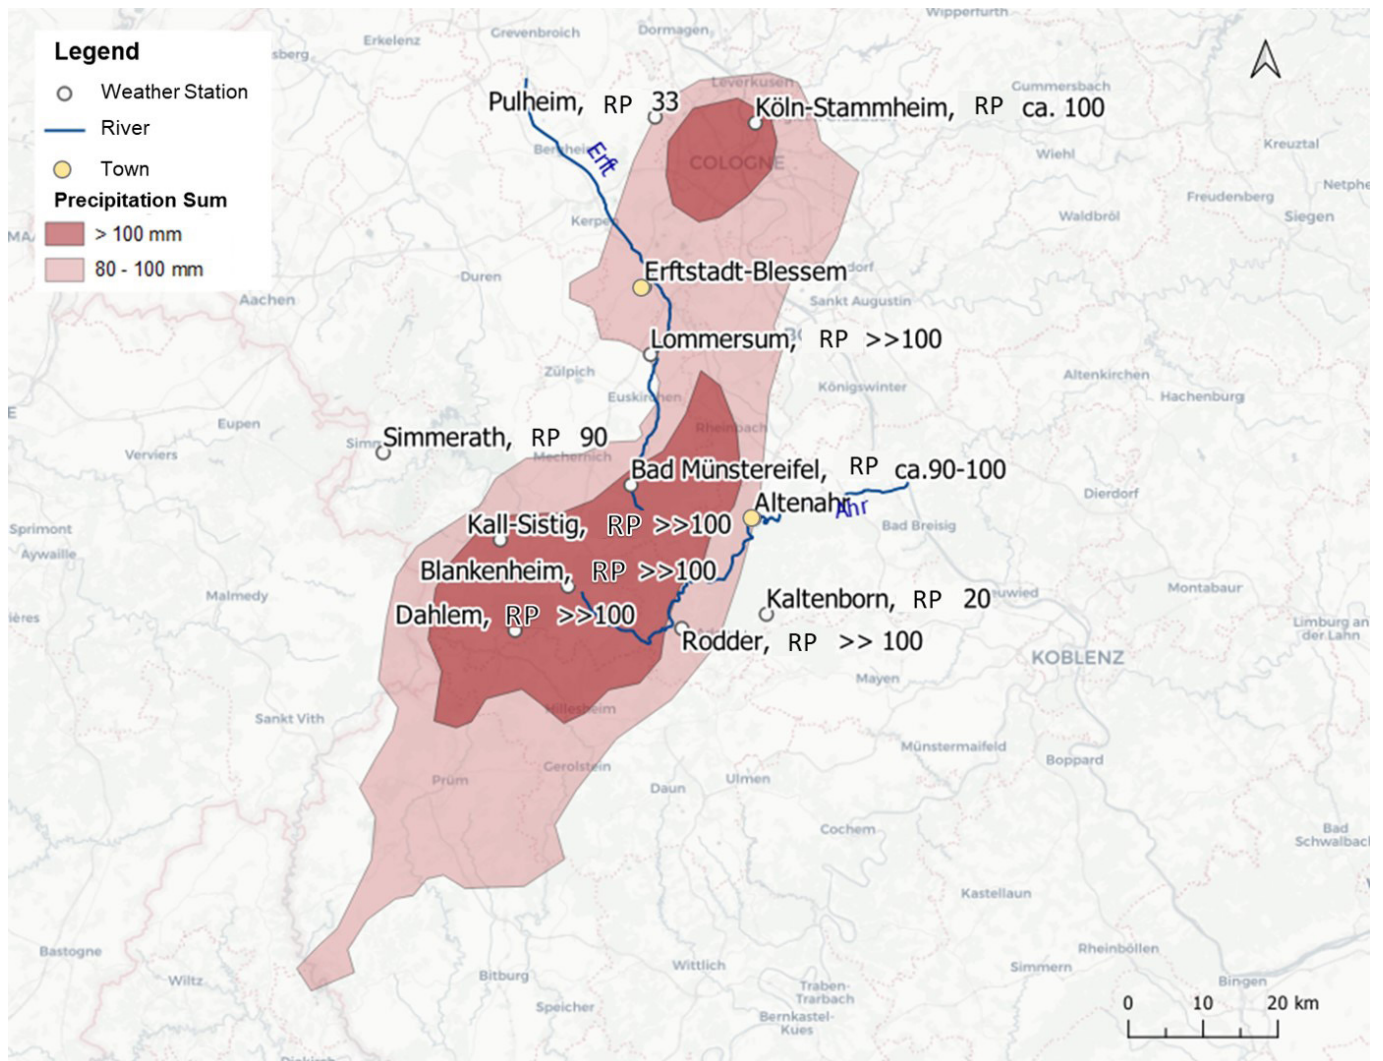 Wipperfurth
Grevenbroich
Dormagen
Erkelenz
Legend
Weather Station
River
Town
Precipitation Sum
> 100 mm
80 - 100 mm
Leverkusen
Gummersbach
Pulheim, RP 33
Köln-Stammheim, RP ca. 100
Erft
COLOGNE
Wiehl
Kreuztal
Freudenberg
Siegen
Waldbröl
Erftstadt-Blessem
Duren
Aachen
Sankt Augustin
Lommersum, RP >>100
Zülpich
Königswinter
Altenkirchen
Hachenburg
Euskirchen
Eupen
Verviers
Simmerath, RP 90
Rheinbach
Mechernich
Bad Münstereifel, RP ca.90-100
Dierdorf
Altenahr
Ahr
Bad Breisig
Sprimont
Aywaille
Kall-Sistig, RP >>100
Blankenheim, RP >>100
Malmedy
Montabaur
Kaltenborn, RP 20
Dahlem, RP >>100
Rodder, RP >> 100
Limburg an
der Lahn
KOBLENZ
Mayen
Sankt Vith
Hillesheim
Münstermaifeld
Boppard
Gerolstein
Prüm
Daun
Ulmen
Cochem
Bad
Schwalbach
Kastellaun
Bastogne
Wiltz
Bitburg
Wittlich
Rheinböllen
Simmern
Bingen
Speicher
Traben-
Trarbach
Bernkastel-
Kues
0 10 20 km